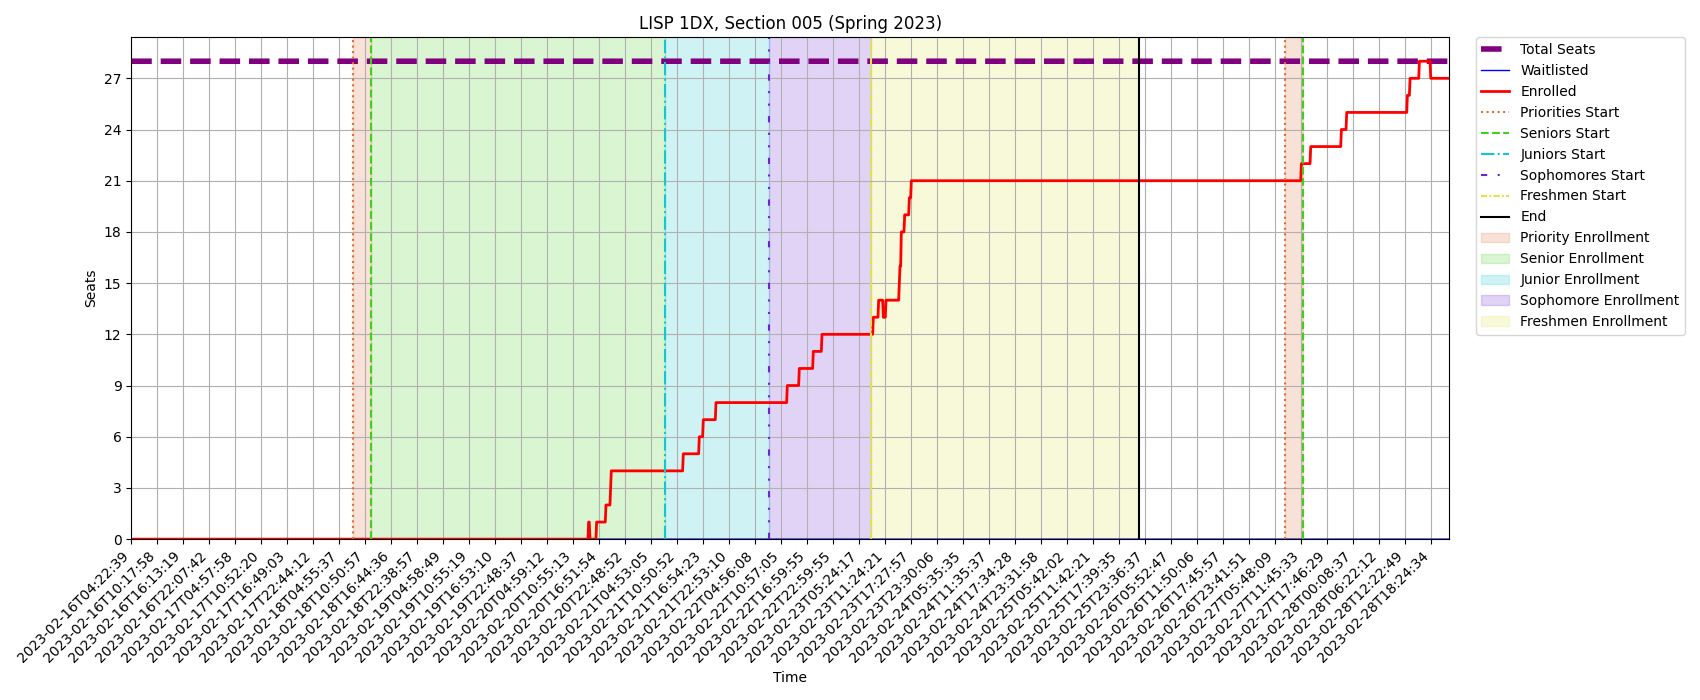 LISP 1DX, Section 005 (Spring 2023)
Total Seats
Waitlisted
Enrolled
Priorities Start
Seniors Start
Juniors Start
Sophomores Start
Freshmen Start
End
Priority Enrollment
Senior Enrollment
Junior Enrollment
Sophomore Enrollment
Freshmen Enrollment
Seats
27
24
21
18
15
12
9
6
3
0
2023-02-16T04:22:39
2023-02-16T10:17:58
2023-02-16T16:13:19
2023-02-16T22:07:42
2023-02-17T04:57:58
2023-02-17T10:52:20
2023-02-17T16:49:03
2023-02-17T22:44:12
2023-02-18T04:55:37
2023-02-18T10:50:57
2023-02-18T16:44:36
2023-02-18T22:38:57
2023-02-19T04:58:49
2023-02-19T10:55:19
2023-02-19T16:53:10
2023-02-19T22:48:37
2023-02-20T04:59:12
2023-02-20T10:55:13
2023-02-20T16:51:54
2023-02-20T22:48:52
2023-02-21T04:53:05
2023-02-21T10:50:52
2023-02-21T16:54:23
2023-02-21T22:53:10
2023-02-22T04:56:08
2023-02-22T10:57:05
2023-02-22T16:59:55
2023-02-22T22:59:55
2023-02-23T05:24:17
2023-02-23T11:24:21
2023-02-23T17:27:57
2023-02-23T23:30:06
2023-02-24T05:35:35
2023-02-24T11:35:37
2023-02-24T17:34:28
2023-02-24T23:31:58
2023-02-25T05:42:02
2023-02-25T11:42:21
2023-02-25T17:39:35
2023-02-25T23:36:37
2023-02-26T05:52:47
2023-02-26T11:50:06
2023-02-26T17:45:57
2023-02-26T23:41:51
2023-02-27T05:48:09
2023-02-27T11:45:33
2023-02-27T17:46:29
2023-02-28T00:08:37
2023-02-28T06:22:12
2023-02-28T12:22:49
2023-02-28T18:24:34
Time